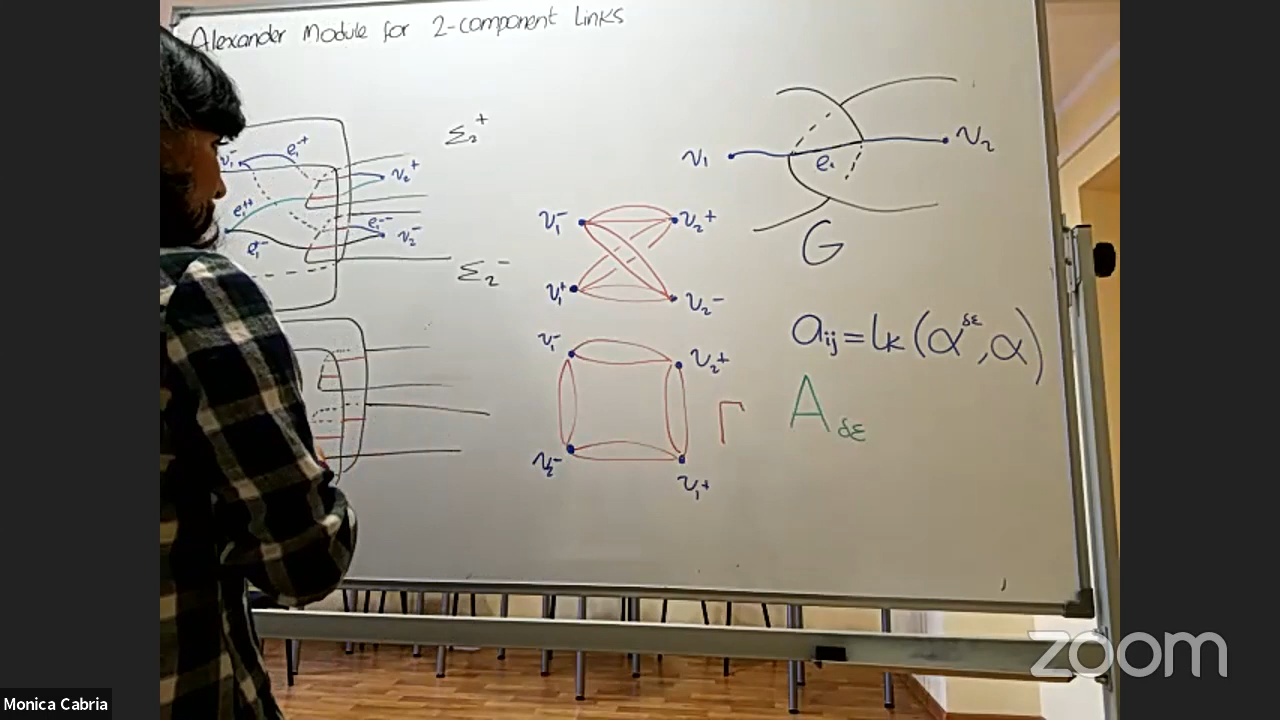 Alexander Module for 2-component Links
Σ₂⁺
v₁⁻ e₁⁻⁺
v₂⁺
e₁⁺⁺
e₁⁻⁻
v₂⁻
e₁⁺⁻
Σ₂⁻
v₁⁻ v₂⁺
v₁⁺ v₂⁻
v₁⁻ v₂⁺
v₂⁻ v₁⁺
Γ
v₁ e₁ v₂
G
aᵢⱼ = lk(α^δε, α)
A_δε
zoom
Monica Cabria